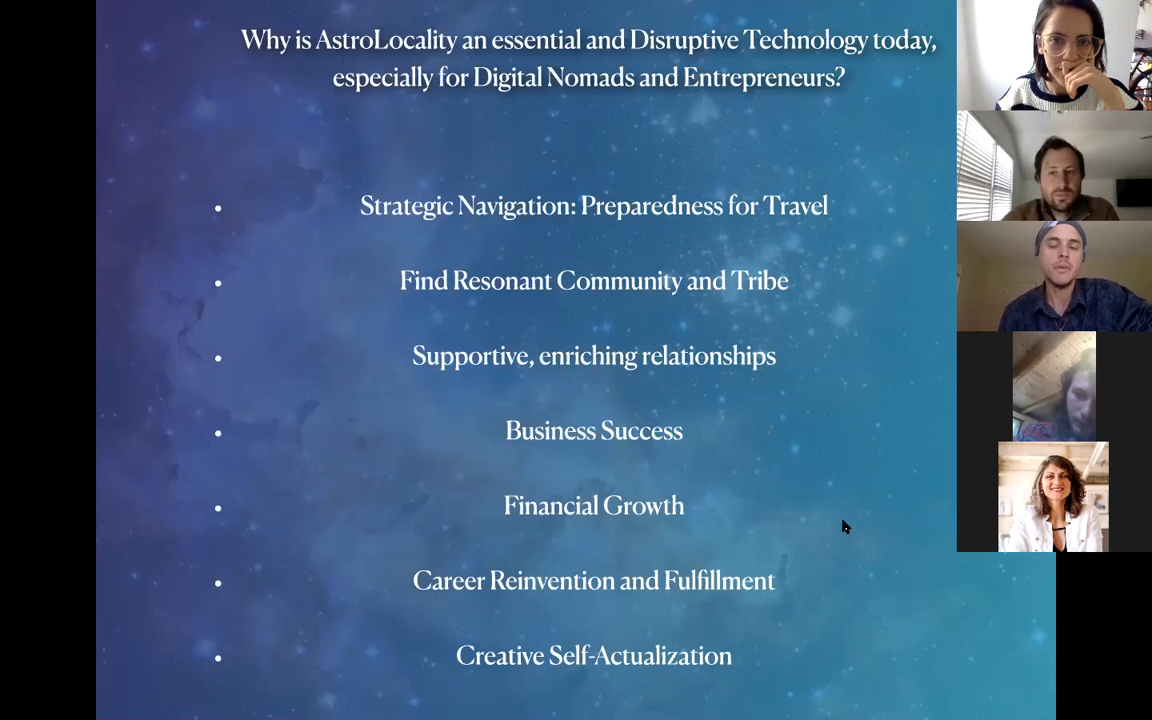 Why is AstroLocality an essential and Disruptive Technology today,
especially for Digital Nomads and Entrepreneurs?
• Strategic Navigation: Preparedness for Travel
• Find Resonant Community and Tribe
• Supportive, enriching relationships
• Business Success
• Financial Growth
• Career Reinvention and Fulfillment
• Creative Self-Actualization